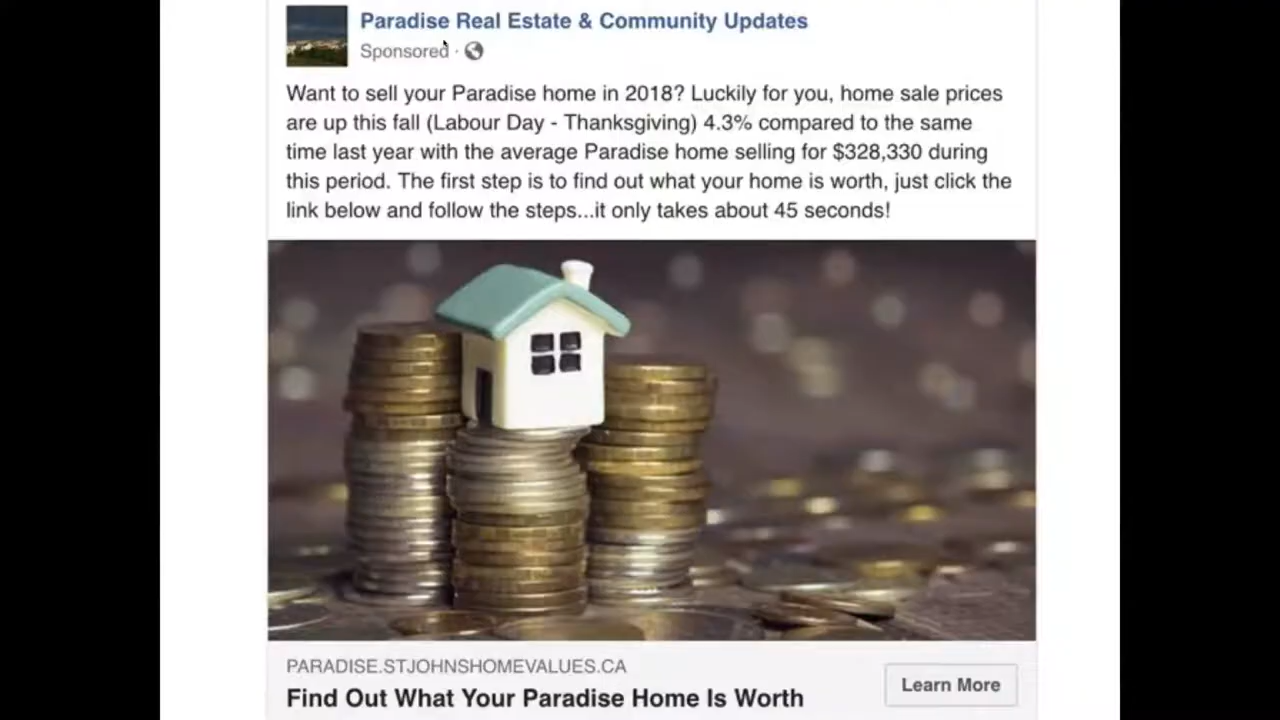 Paradise Real Estate & Community Updates
Sponsored ·
Want to sell your Paradise home in 2018? Luckily for you, home sale prices
are up this fall (Labour Day - Thanksgiving) 4.3% compared to the same
time last year with the average Paradise home selling for $328,330 during
this period. The first step is to find out what your home is worth, just click the
link below and follow the steps...it only takes about 45 seconds!
PARADISE.STJOHNSHOMEVALUES.CA
Find Out What Your Paradise Home Is Worth
Learn More